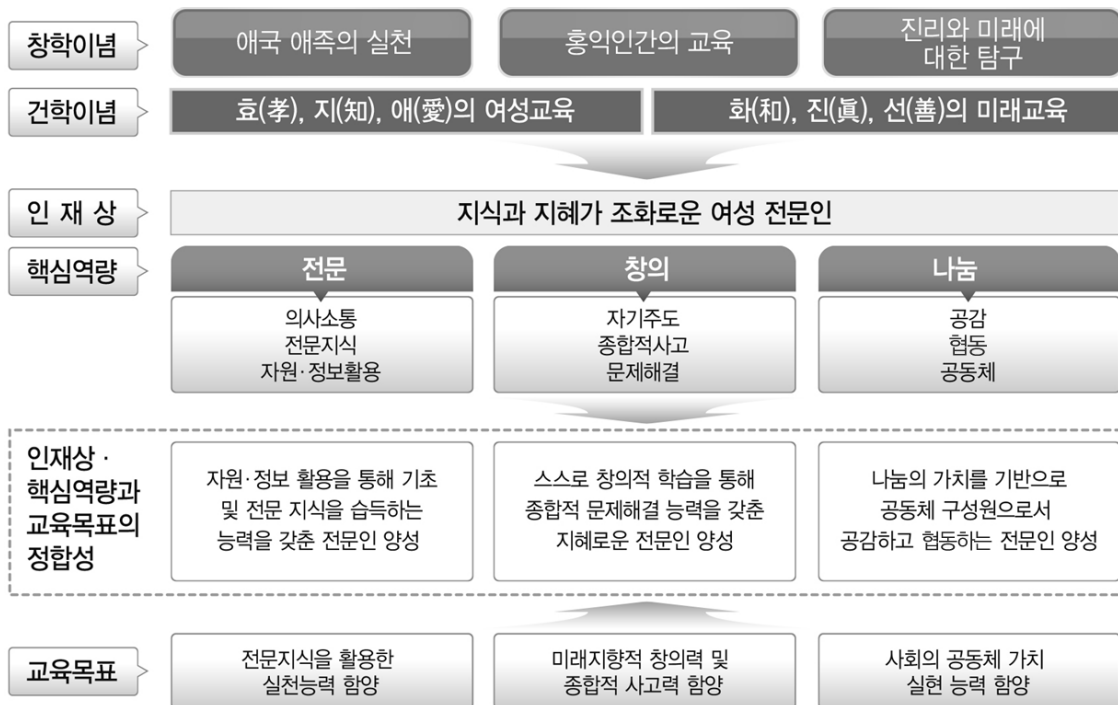 창학이념
애국 애족의 실천
홍익인간의 교육
진리와 미래에
대한 탐구
건학이념
효(孝), 지(知), 애(愛)의 여성교육
화(和), 진(眞), 선(善)의 미래교육
인 재 상
지식과 지혜가 조화로운 여성 전문인
핵심역량
전문
의사소통
전문지식
자원·정보활용
창의
자기주도
종합적사고
문제해결
나눔
공감
협동
공동체
인재상·
핵심역량과
교육목표의
정합성
자원·정보 활용을 통해 기초
및 전문 지식을 습득하는
능력을 갖춘 전문인 양성
스스로 창의적 학습을 통해
종합적 문제해결 능력을 갖춘
지혜로운 전문인 양성
나눔의 가치를 기반으로
공동체 구성원으로서
공감하고 협동하는 전문인 양성
교육목표
전문지식을 활용한
실천능력 함양
미래지향적 창의력 및
종합적 사고력 함양
사회의 공동체 가치
실현 능력 함양